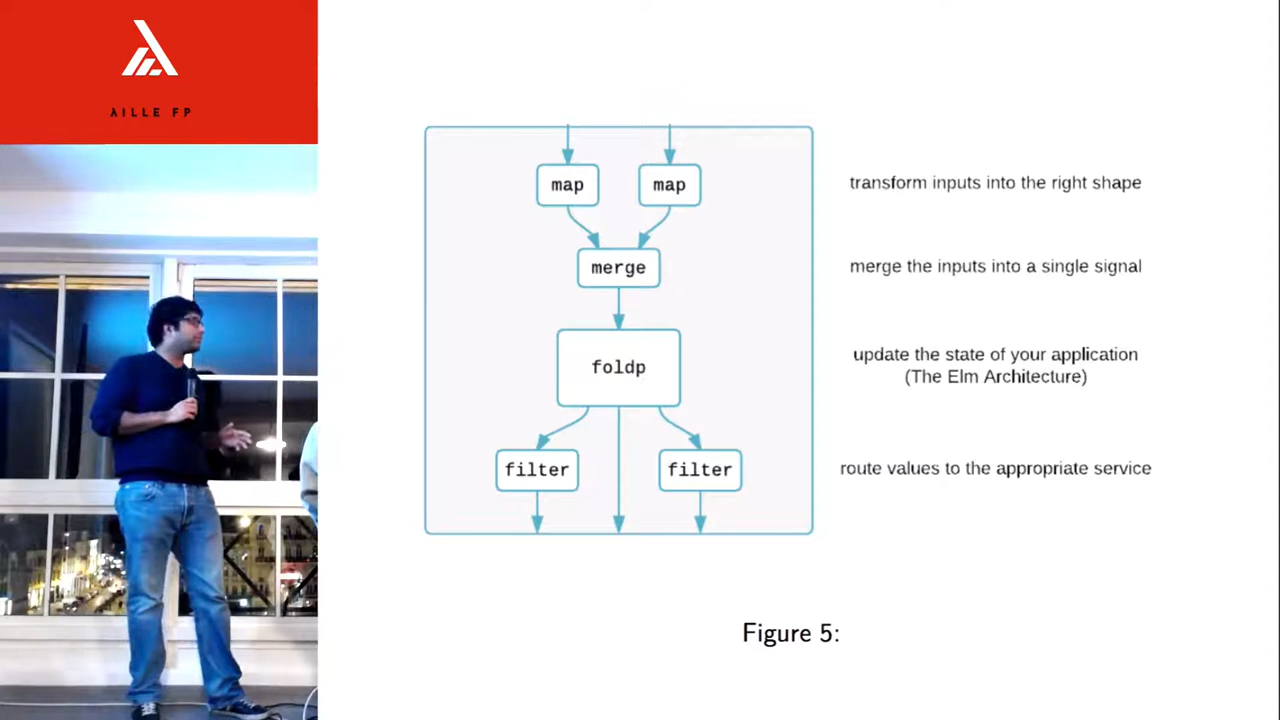 λILLE FP
map
map
transform inputs into the right shape
merge
merge the inputs into a single signal
foldp
update the state of your application
(The Elm Architecture)
filter
filter
route values to the appropriate service
Figure 5: